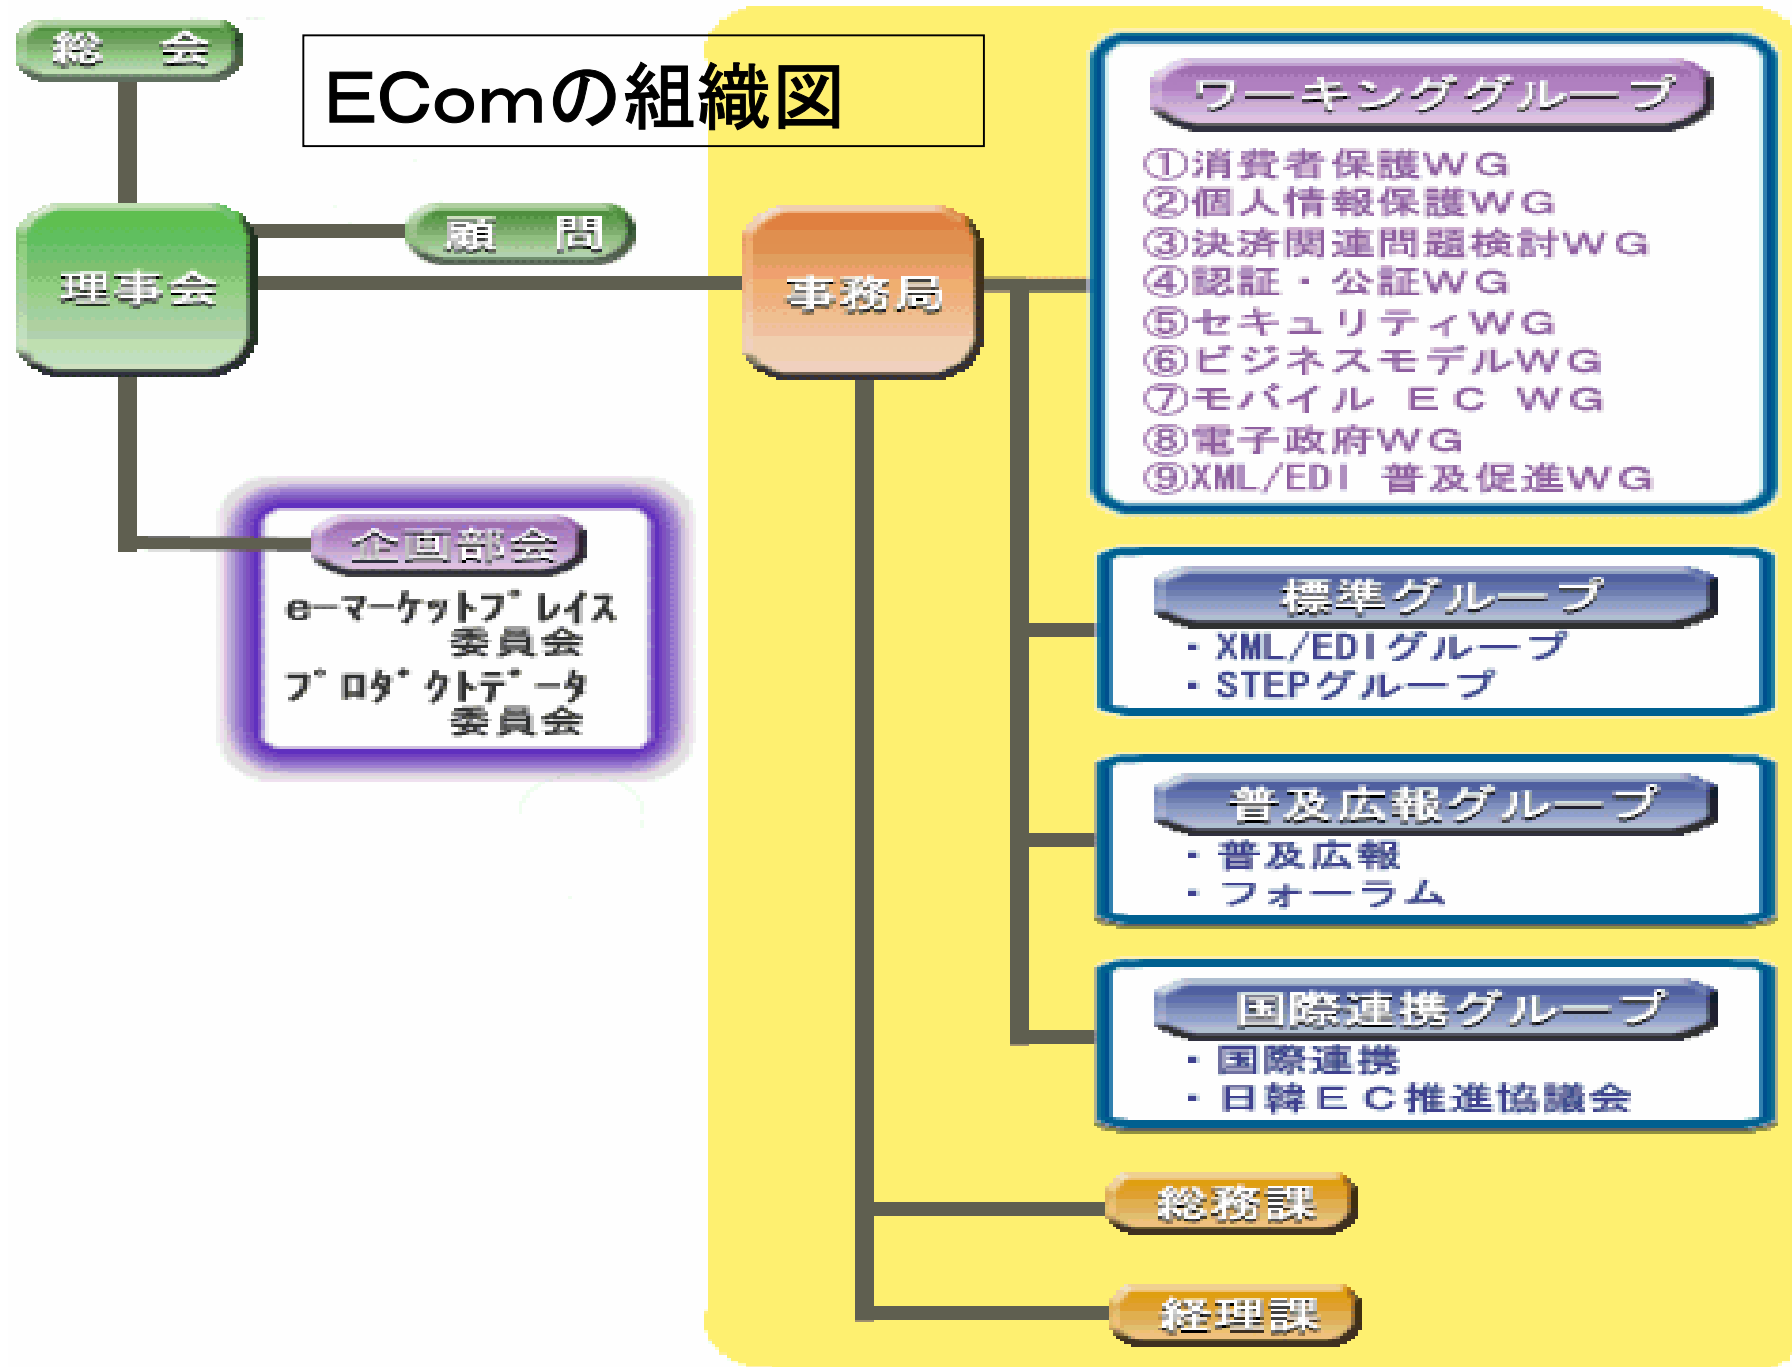 総　会
EComの組織図
顧　問
理事会
事務局
企画部会
e-マーケットプレイス
委員会
プロダクトデータ
委員会
ワーキンググループ
①消費者保護WG
②個人情報保護WG
③決済関連問題検討WG
④認証・公証WG
⑤セキュリティWG
⑥ビジネスモデルWG
⑦モバイル EC WG
⑧電子政府WG
⑨XML/EDI 普及促進WG
標準グループ
・XML/EDIグループ
・STEPグループ
普及広報グループ
・普及広報
・フォーラム
国際連携グループ
・国際連携
・日韓EC推進協議会
総務課
経理課